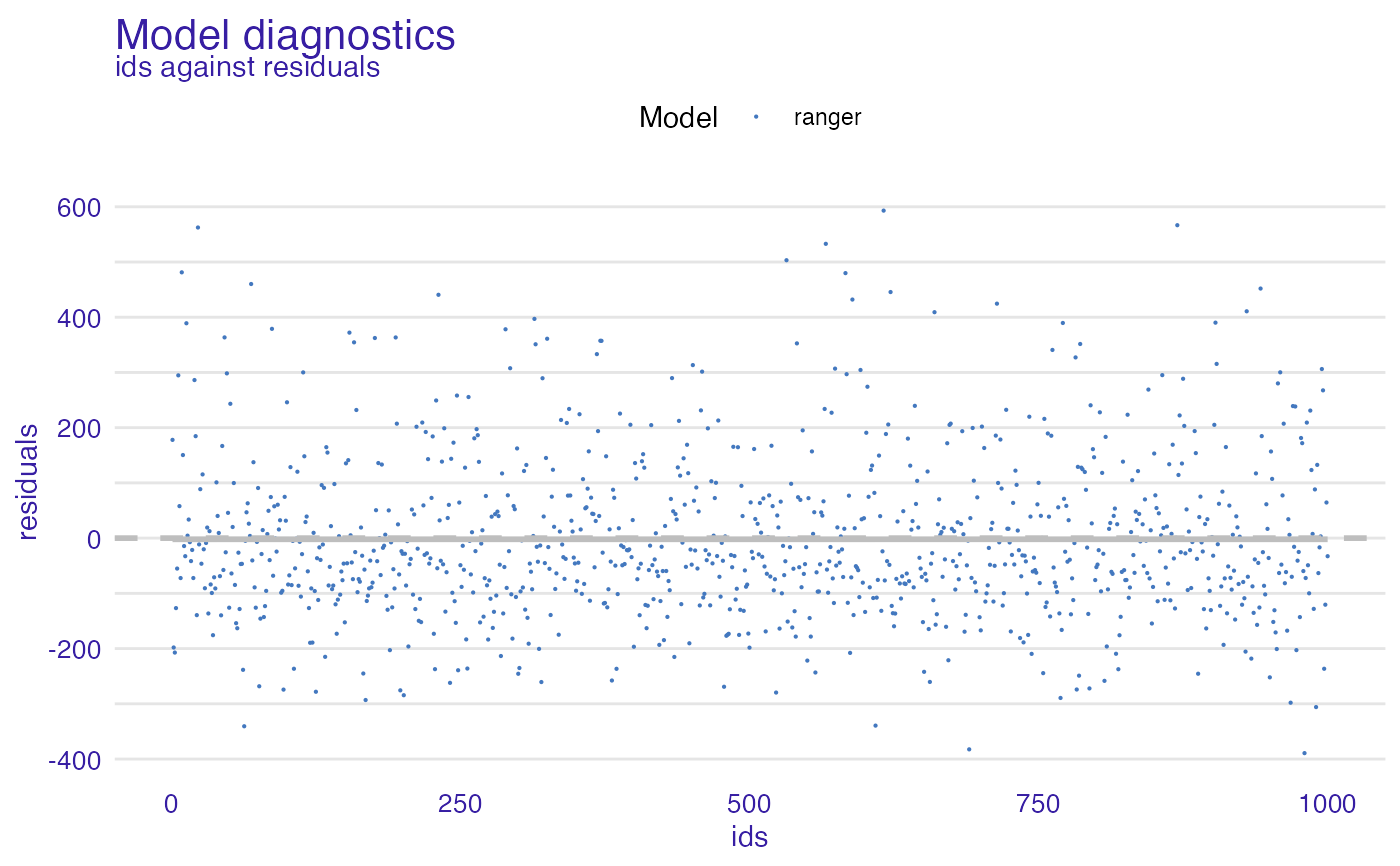 Model diagnostics
ids against residuals
Model ranger
600
400
200
0
-200
-400
residuals
0 250 500 750 1000
ids